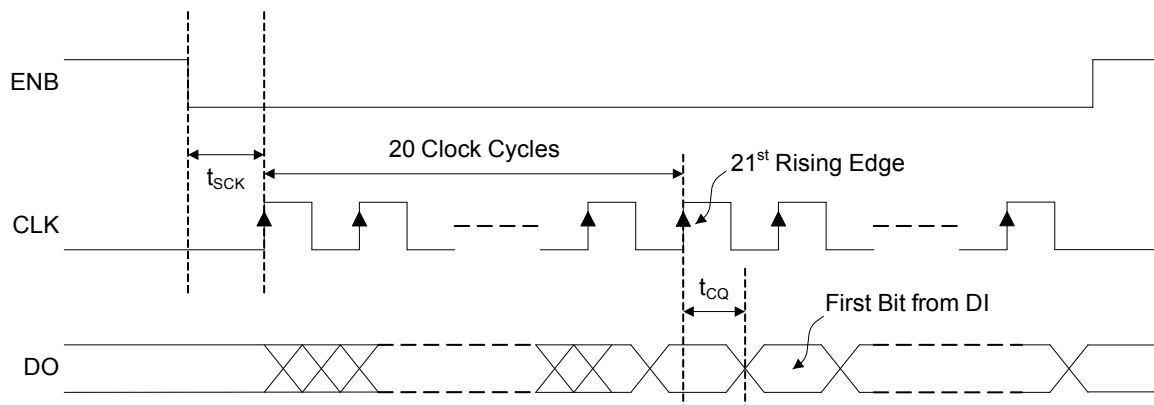 ENB
20 Clock Cycles
21st Rising Edge
tSCK
CLK
tCQ
First Bit from DI
DO